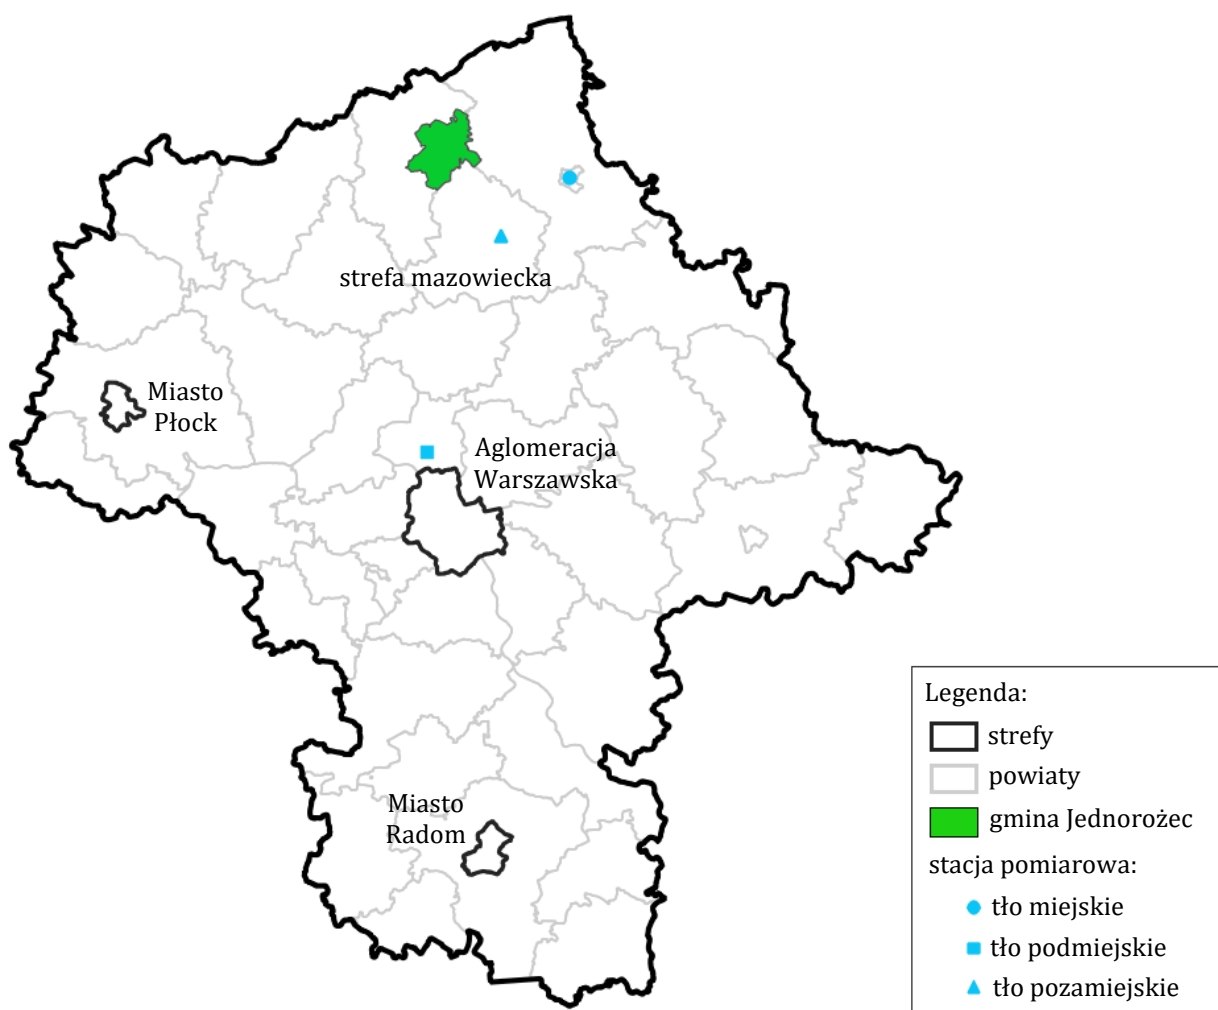 strefa mazowiecka
Miasto
Płock
Aglomeracja
Warszawska
Miasto
Radom
Legenda:
strefy
powiaty
gmina Jednorożec
stacja pomiarowa:
tło miejskie
tło podmiejskie
tło pozamiejskie